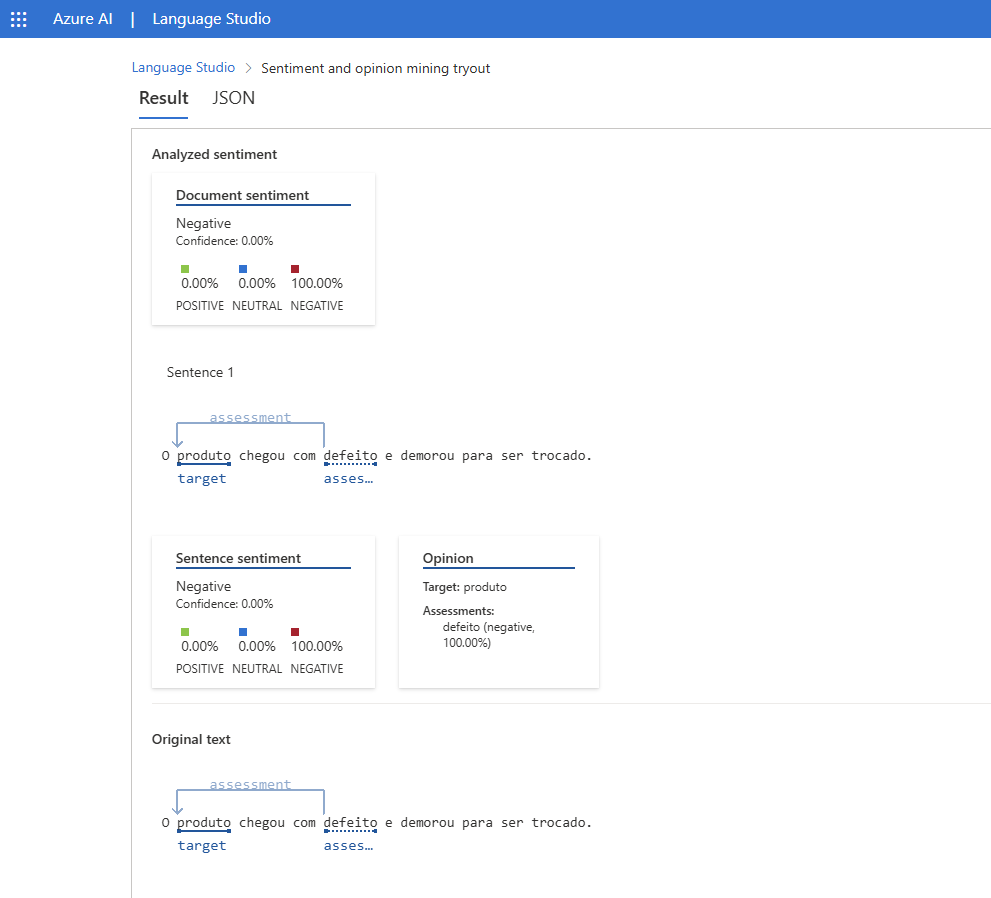 Azure AI | Language Studio
Language Studio > Sentiment and opinion mining tryout
Result JSON
Analyzed sentiment
Document sentiment
Negative
Confidence: 0.00%
0.00% 0.00% 100.00%
POSITIVE NEUTRAL NEGATIVE
Sentence 1
assessment
O produto chegou com defeito e demorou para ser trocado.
target asses…
Sentence sentiment
Negative
Confidence: 0.00%
0.00% 0.00% 100.00%
POSITIVE NEUTRAL NEGATIVE
Opinion
Target: produto
Assessments:
defeito (negative,
100.00%)
Original text
assessment
O produto chegou com defeito e demorou para ser trocado.
target asses…